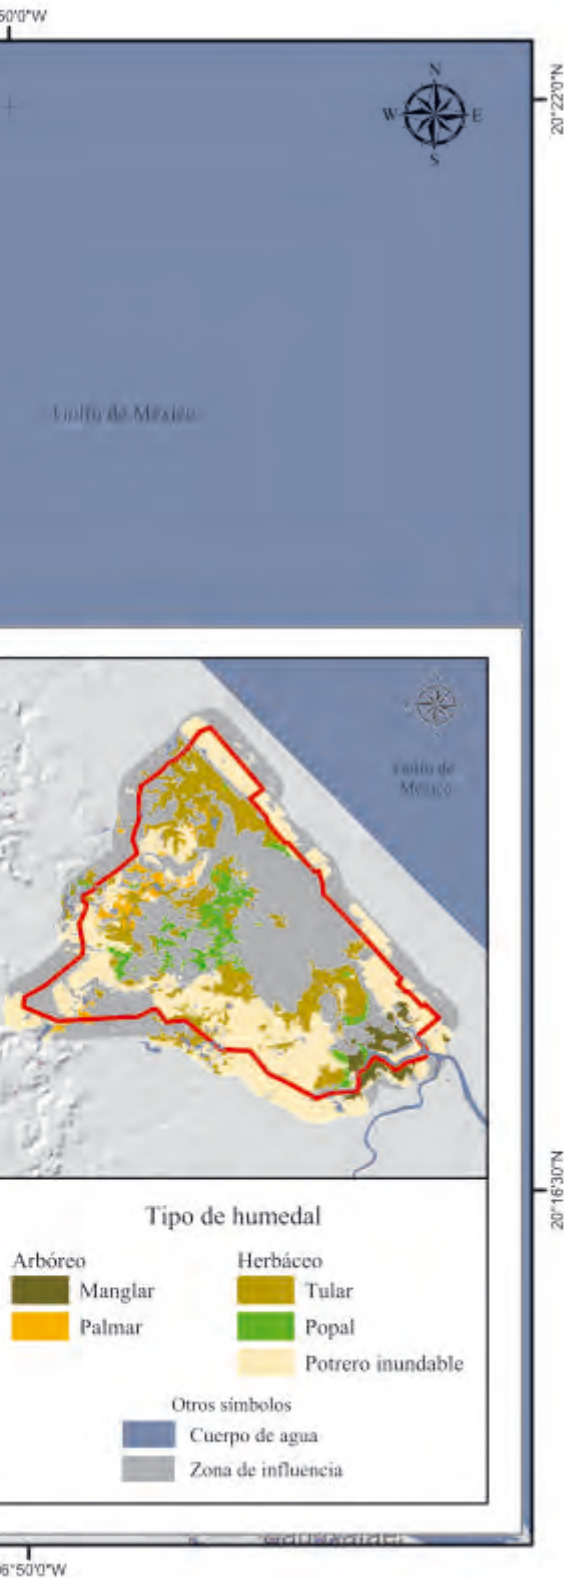 50'0"W
N
W E
S
20°22'0"N
Golfo de México
Golfo de
México
20°16'30"N
Tipo de humedal
Arbóreo Herbáceo
Manglar Tular
Palmar Popal
Potrero inundable
Otros símbolos
Cuerpo de agua
Zona de influencia
6°50'0"W